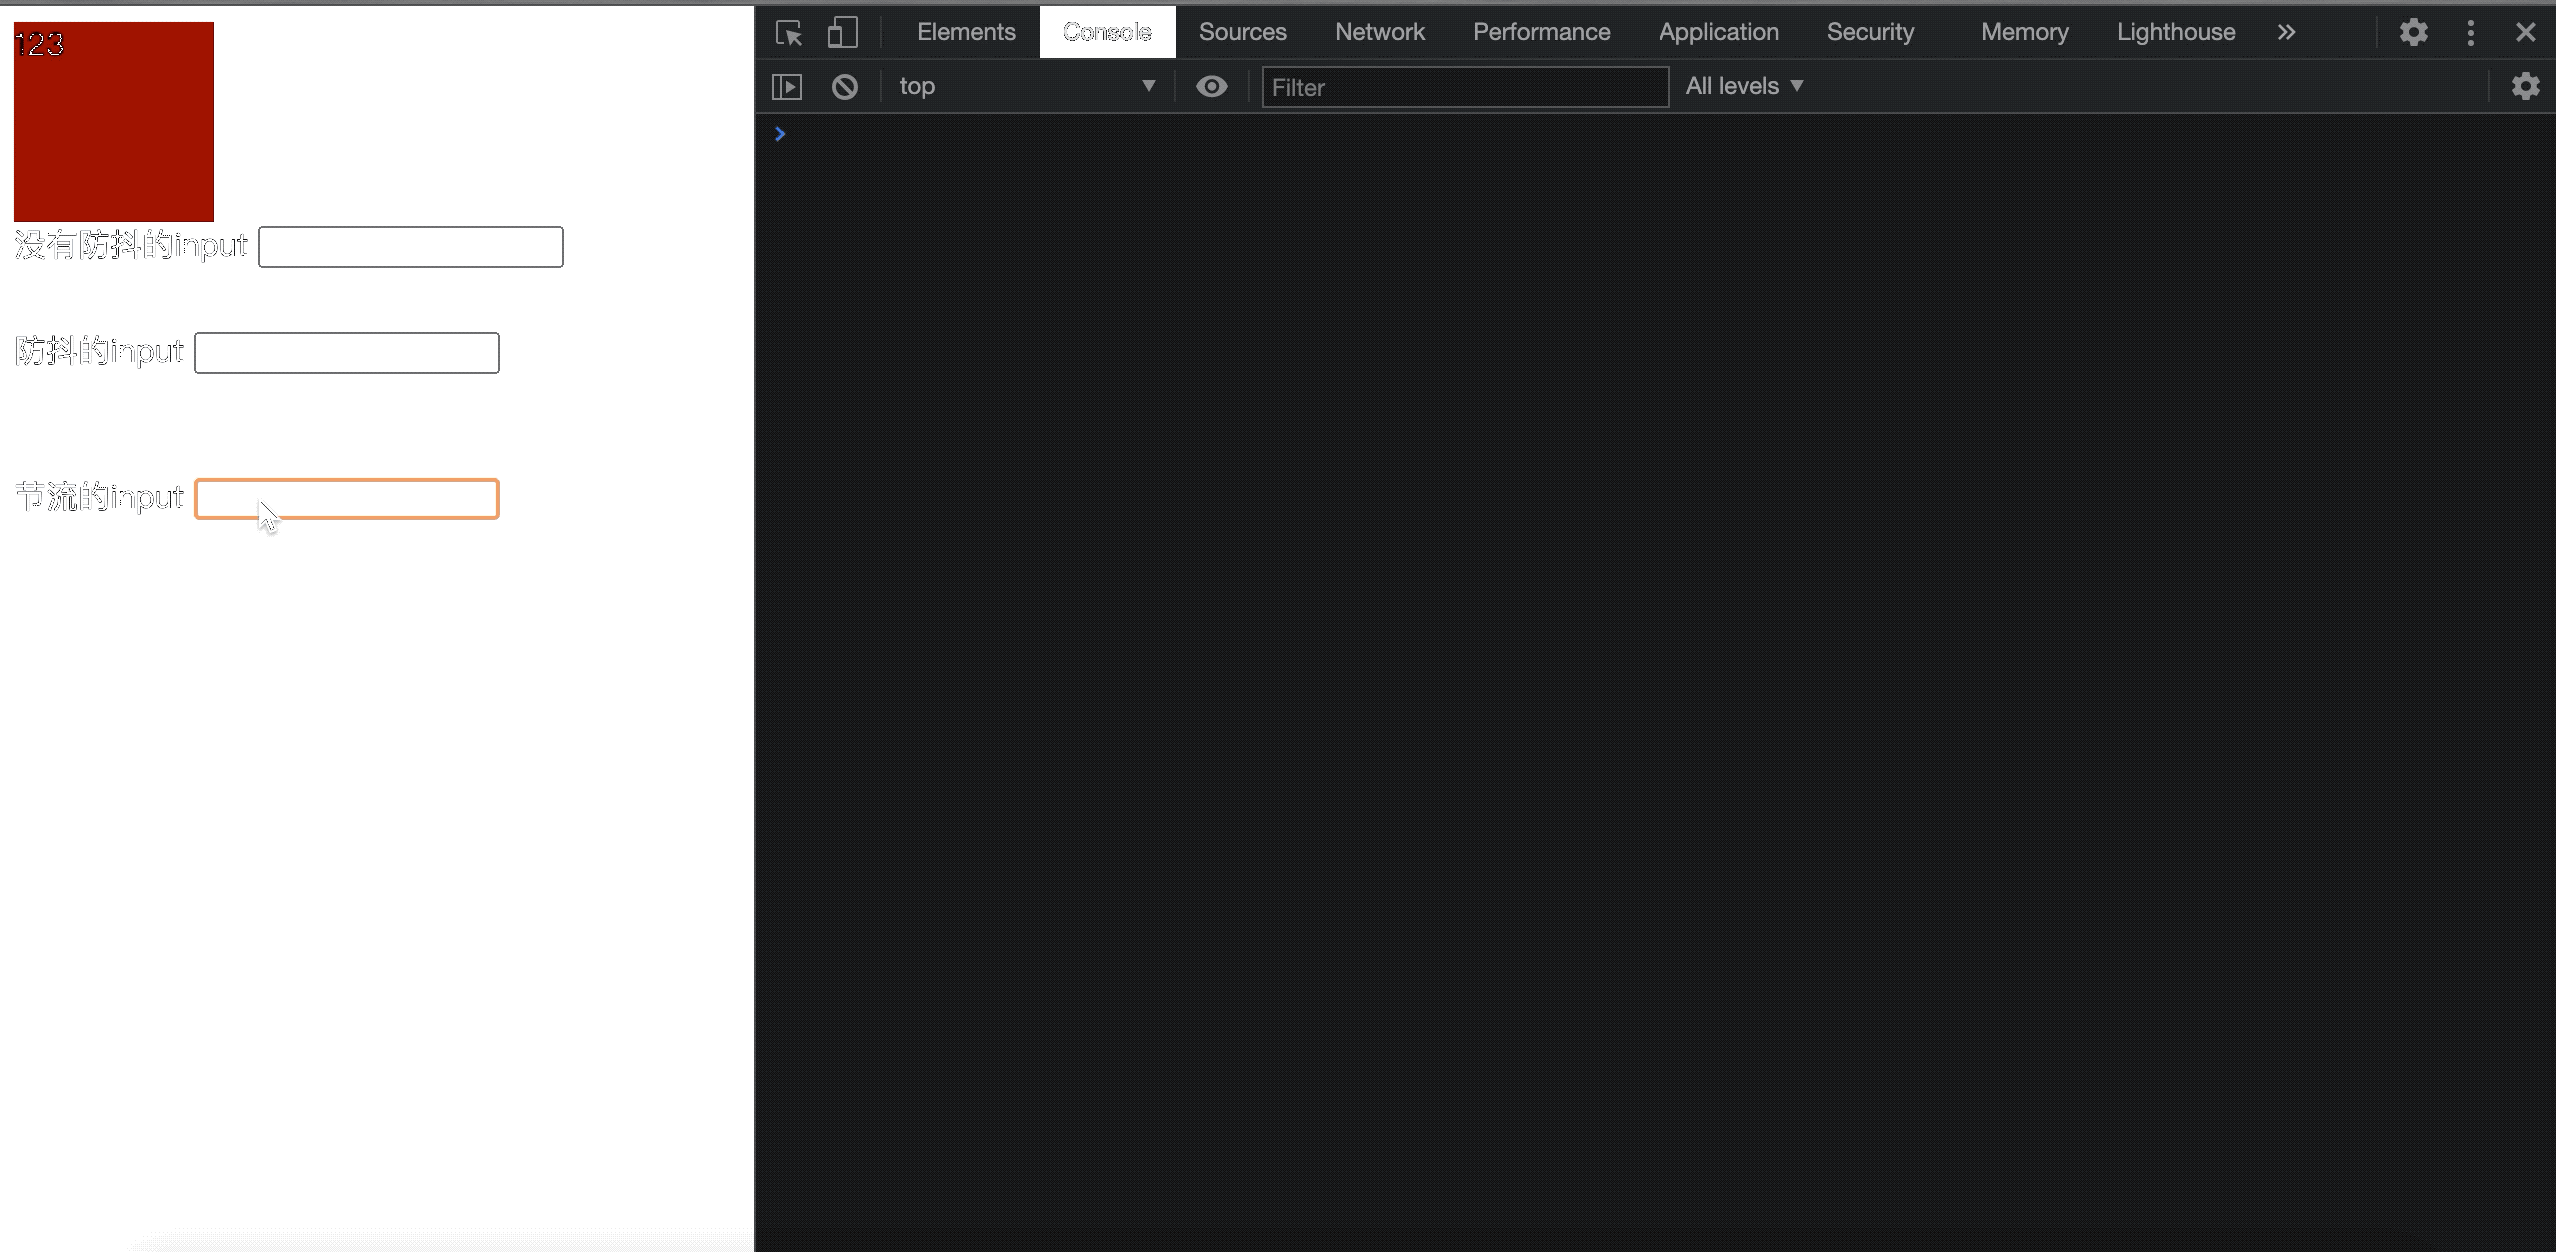 123
没有防抖的input
防抖的input
节流的input
Elements Console Sources Network Performance Application Security Memory Lighthouse »
top Filter All levels